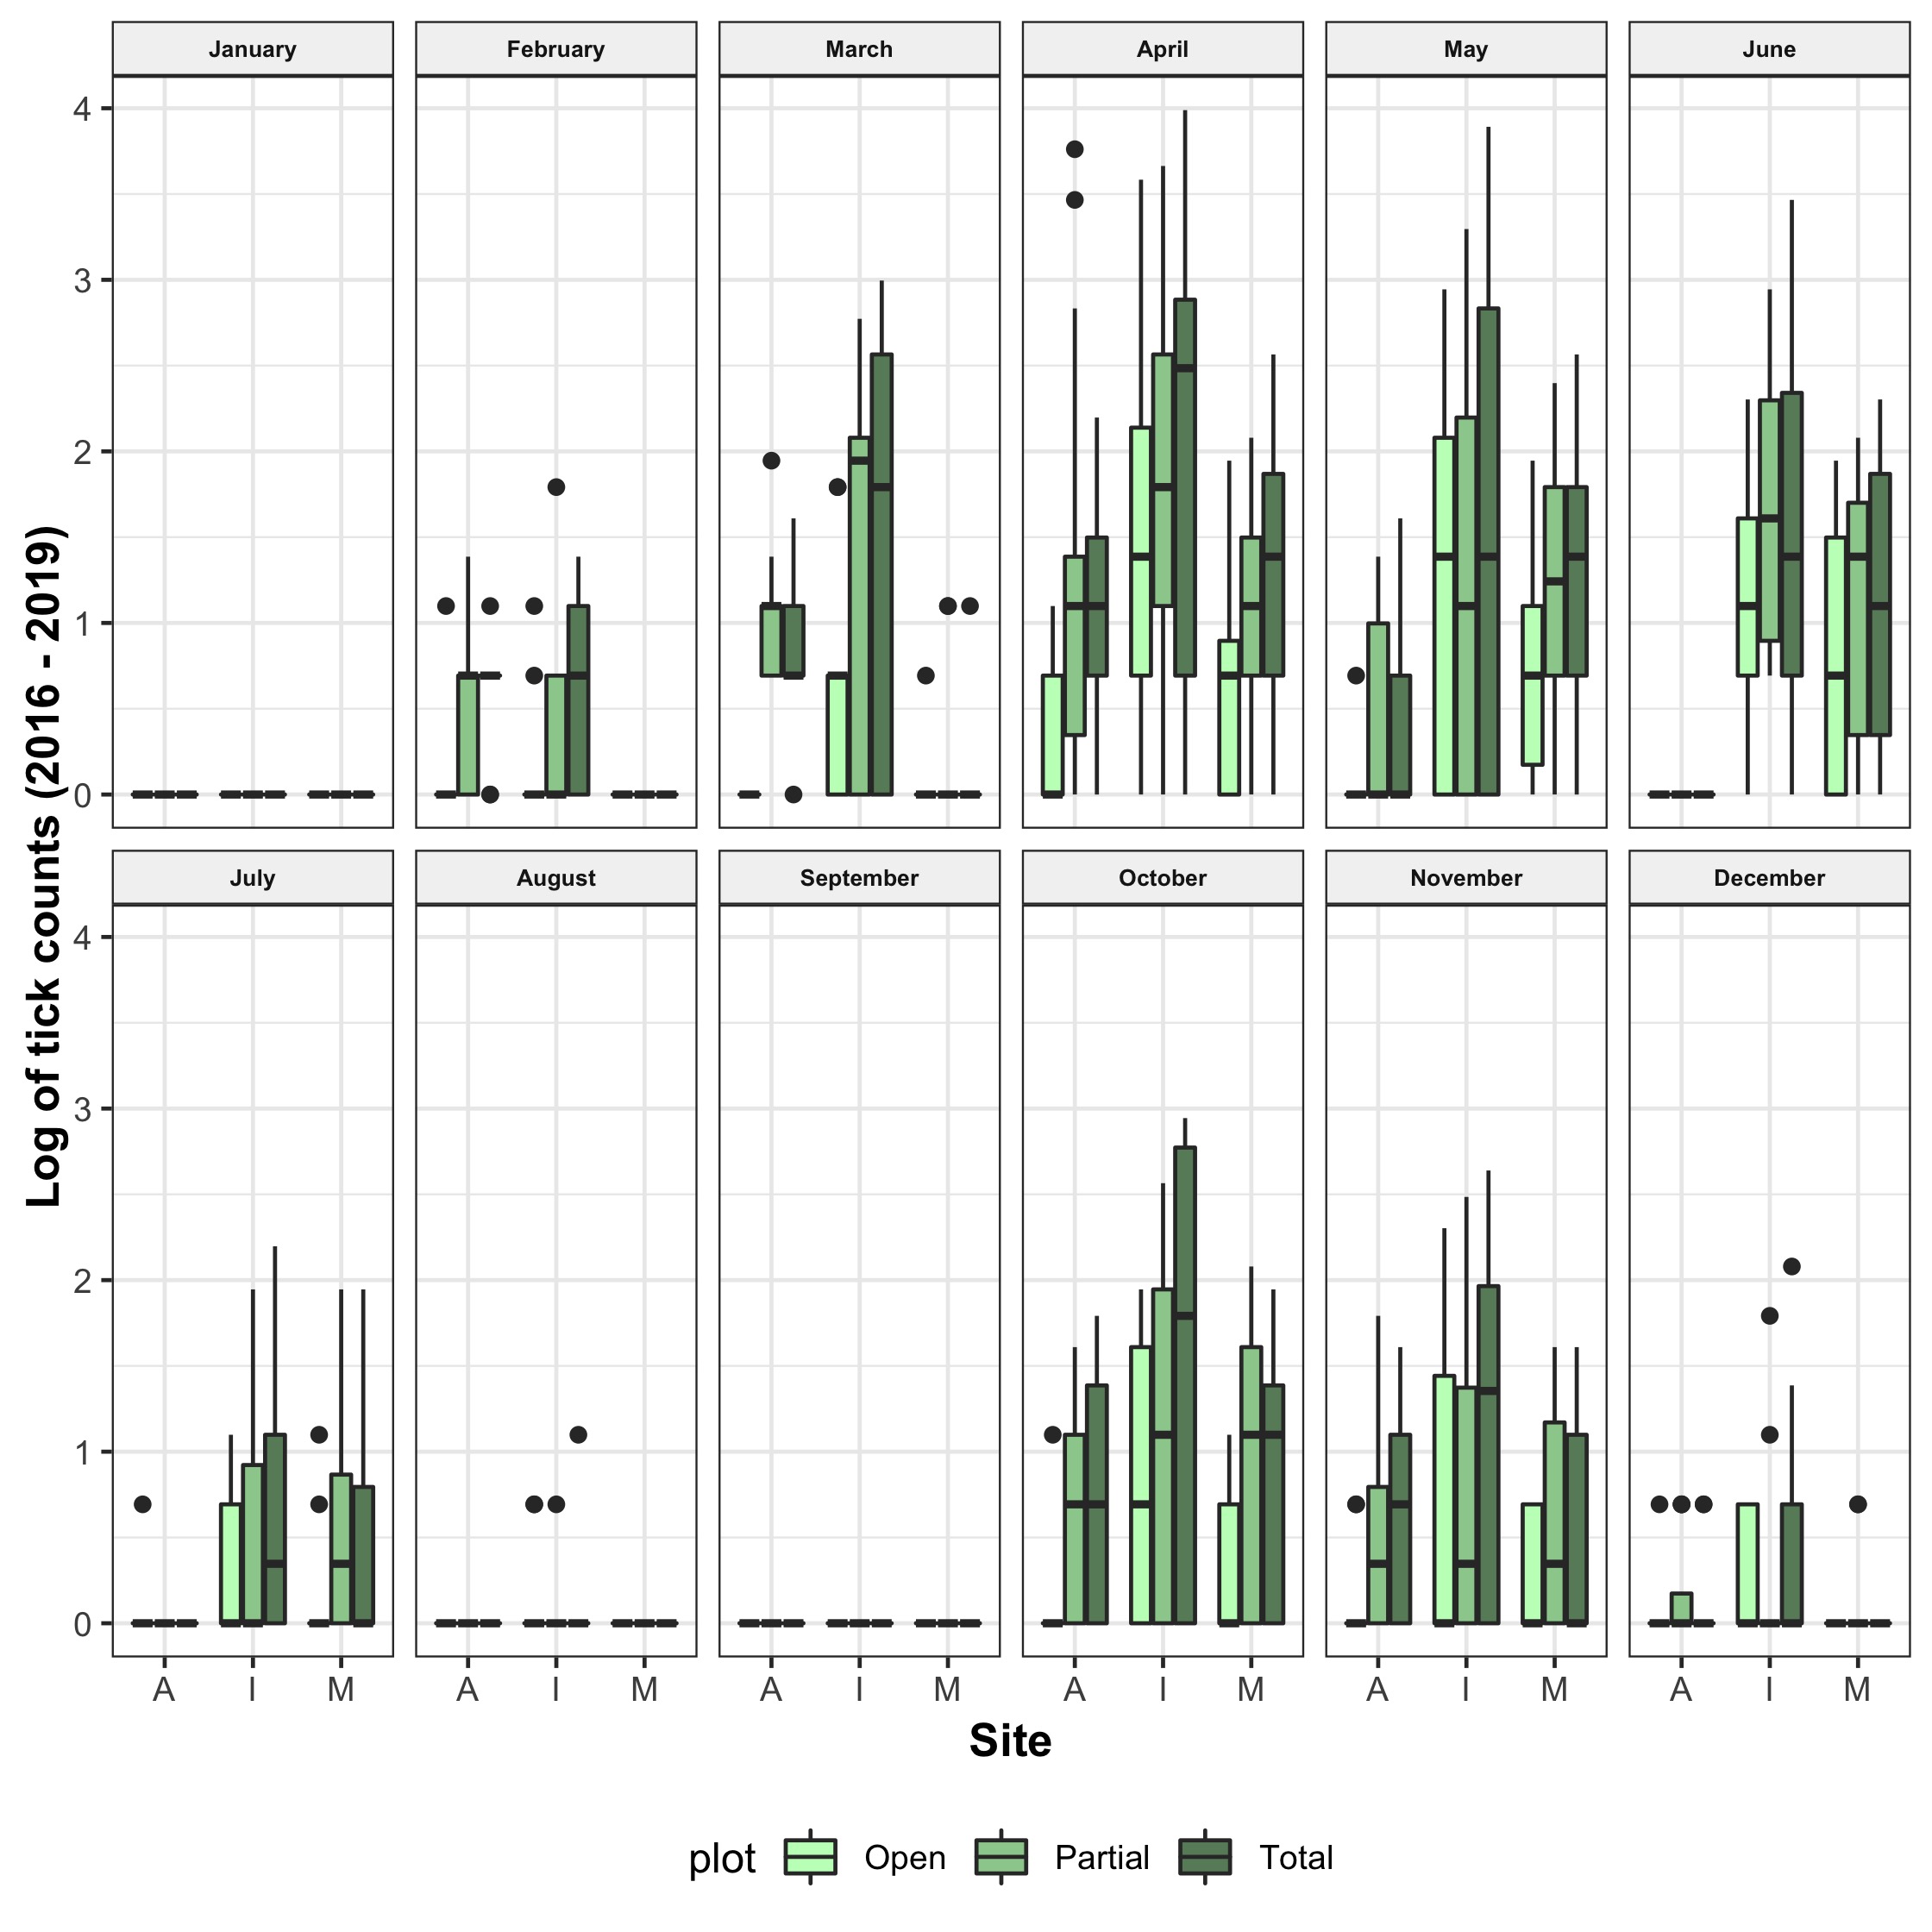 January February March April May June
4
3
2
1
0
Log of tick counts (2016 - 2019)
July August September October November December
4
3
2
1
0
A I M A I M A I M A I M A I M A I M
Site
plot Open Partial Total